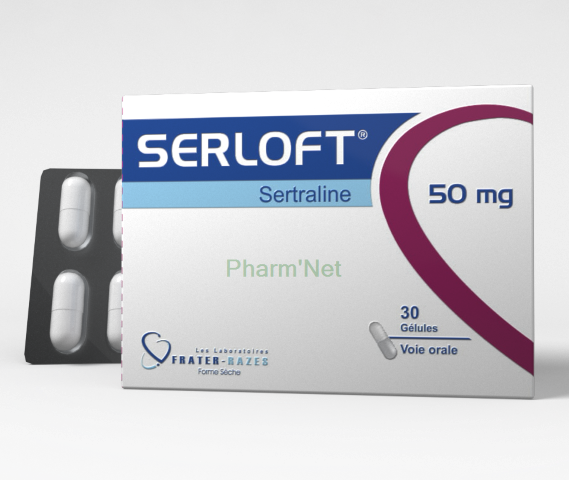 SERLOFT®
Sertraline
50 mg
Pharm'Net
30
Gélules
Voie orale
Les Laboratoires
FRATER-RAZES
Forme Sèche